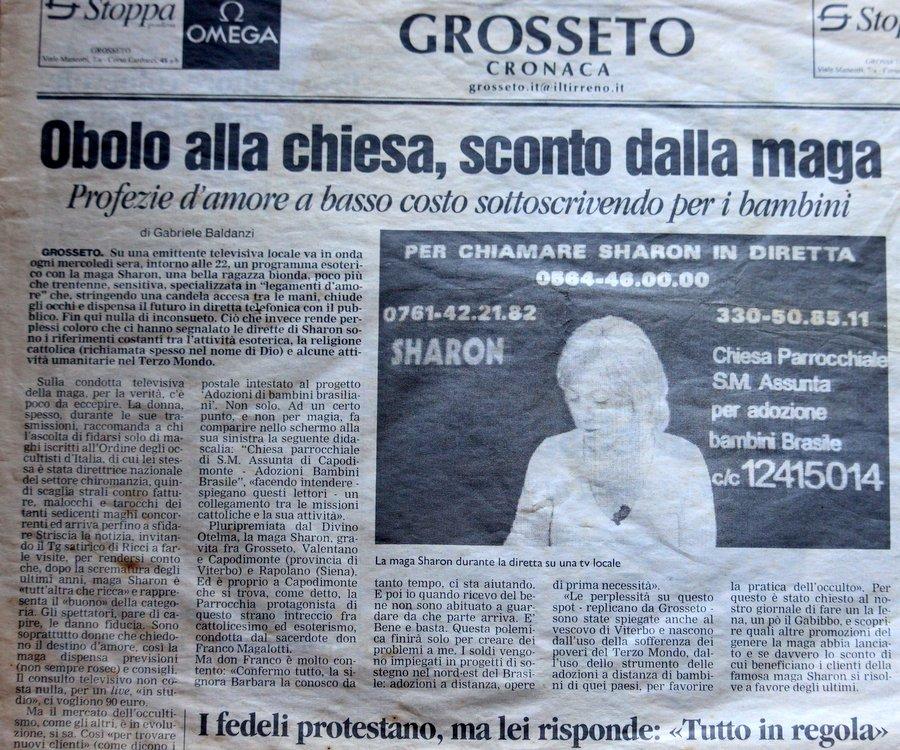 Stoppa
GROSSETO
Viale Matteotti, 7/a - Corso Carducci,
Ω
OMEGA
GROSSETO
CRONACA
grosseto.it@iltirreno.it
Sto
GROSSE
Viale Matteotti, 7/a
Obolo alla chiesa, sconto dalla maga
Profezie d'amore a basso costo sottoscrivendo per i bambini
di Gabriele Baldanzi
GROSSETO. Su una emittente televisiva locale va in onda
ogni mercoledì sera, intorno alle 22, un programma esoteri-
co con la maga Sharon, una bella ragazza bionda, poco più
che trentenne, sensitiva, specializzata in "legamenti d'amo-
re" che, stringendo una candela accesa tra le mani, chiude
gli occhi e dispensa il futuro in diretta telefonica con il pub-
blico. Fin qui nulla di inconsueto. Ciò che invece rende per-
plessi coloro che ci hanno segnalato le dirette di Sharon so-
no i riferimenti costanti tra l'attività esoterica, la religione
cattolica (richiamata spesso nel nome di Dio) e alcune atti-
vità umanitarie nel Terzo Mondo.
Sulla condotta televisiva
della maga, per la verità, c'è
poco da eccepire. La donna,
spesso, durante le sue tra-
smissioni, raccomanda a chi
l'ascolta di fidarsi solo di ma-
ghi iscritti all'Ordine degli oc-
cultisti d'Italia, di cui lei stes-
sa è stata direttrice nazionale
del settore chiromanzia, quin-
di scaglia strali contro fattu-
re, malocchi e tarocchi dei
tanti sedicenti maghi concor-
renti ed arriva perfino a sfida-
re Striscia la notizia, invitan-
do il Tg satirico di Ricci a far-
le visite, per rendersi conto
che, dopo la scrematura degli
ultimi anni, maga Sharon è
«tutt'altra che ricca» e rappre-
senta il «buono» della catego-
ria. Gli spettatori, pare di ca-
pire, le danno fiducia. Sono
soprattutto donne che chiedo-
no il destino d'amore, così la
maga dispensa previsioni
(non sempre rosee) e consigli.
Il consulto televisivo non co-
sta nulla, per un live, «in stu-
dio», ci vogliono 90 euro.
Ma il mercato dell'occulti-
smo, come gli altri, è in evolu-
zione, si sa. Così «per trovare
nuovi clienti» (come dicono i
postale intestato al progetto
'Adozioni di bambini brasilia-
ni'. Non solo. Ad un certo
punto, e non per magia, fa
comparire nello schermo alla
sua sinistra la seguente dida-
scalia: "Chiesa parrocchiale
di S.M. Assunta di Capodi-
monte - Adozioni Bambini
Brasile", «facendo intendere -
spiegano questi lettori - un
collegamento tra le missioni
cattoliche e la sua attività».
Pluripremiata dal Divino
Otelma, la maga Sharon, gra-
vita fra Grosseto, Valentano
e Capodimonte (provincia di
Viterbo) e Rapolano (Siena).
Ed è proprio a Capodimonte
che si trova, come detto, la
Parrocchia protagonista di
questo strano intreccio fra
cattolicesimo ed esoterismo,
condotta dal sacerdote don
Franco Magalotti.
Ma don Franco è molto con-
tento: «Confermo tutto, la si-
gnora Barbara la conosco da
PER CHIAMARE SHARON IN DIRETTA
0564-46.00.00
0761-42.21.82
330-50.85.11
SHARON
Chiesa Parrocchiale
S.M. Assunta
per adozione
bambini Brasile
c/c 12415014
La maga Sharon durante la diretta su una tv locale
tanto tempo, ci sta aiutando.
E poi io quando ricevo del be-
ne non sono abituato a guar-
dare da che parte arriva. E'
Bene e basta. Questa polemi-
ca finirà solo per creare dei
problemi a me. I soldi vengo-
no impiegati in progetti di so-
stegno nel nord-est del Brasi-
le: adozioni a distanza, opere
di prima necessità».
«Le perplessità su questo
spot - replicano da Grosseto -
sono state spiegate anche al
vescovo di Viterbo e nascono
dall'uso della sofferenza dei
poveri del Terzo Mondo, dal-
l'uso dello strumento delle
adozioni a distanza di bambi-
ni di quei paesi, per favorire
la pratica dell'occulto». Per
questo è stato chiesto al no-
stro giornale di fare un la Ie-
na, un pò il Gabibbo, e scopri-
re quali altre promozioni del
genere la maga abbia lancia-
to e se davvero lo sconto di
cui beneficiano i clienti della
famosa maga Sharon si risol-
ve a favore degli ultimi.
I fedeli protestano, ma lei risponde: «Tutto in regola»